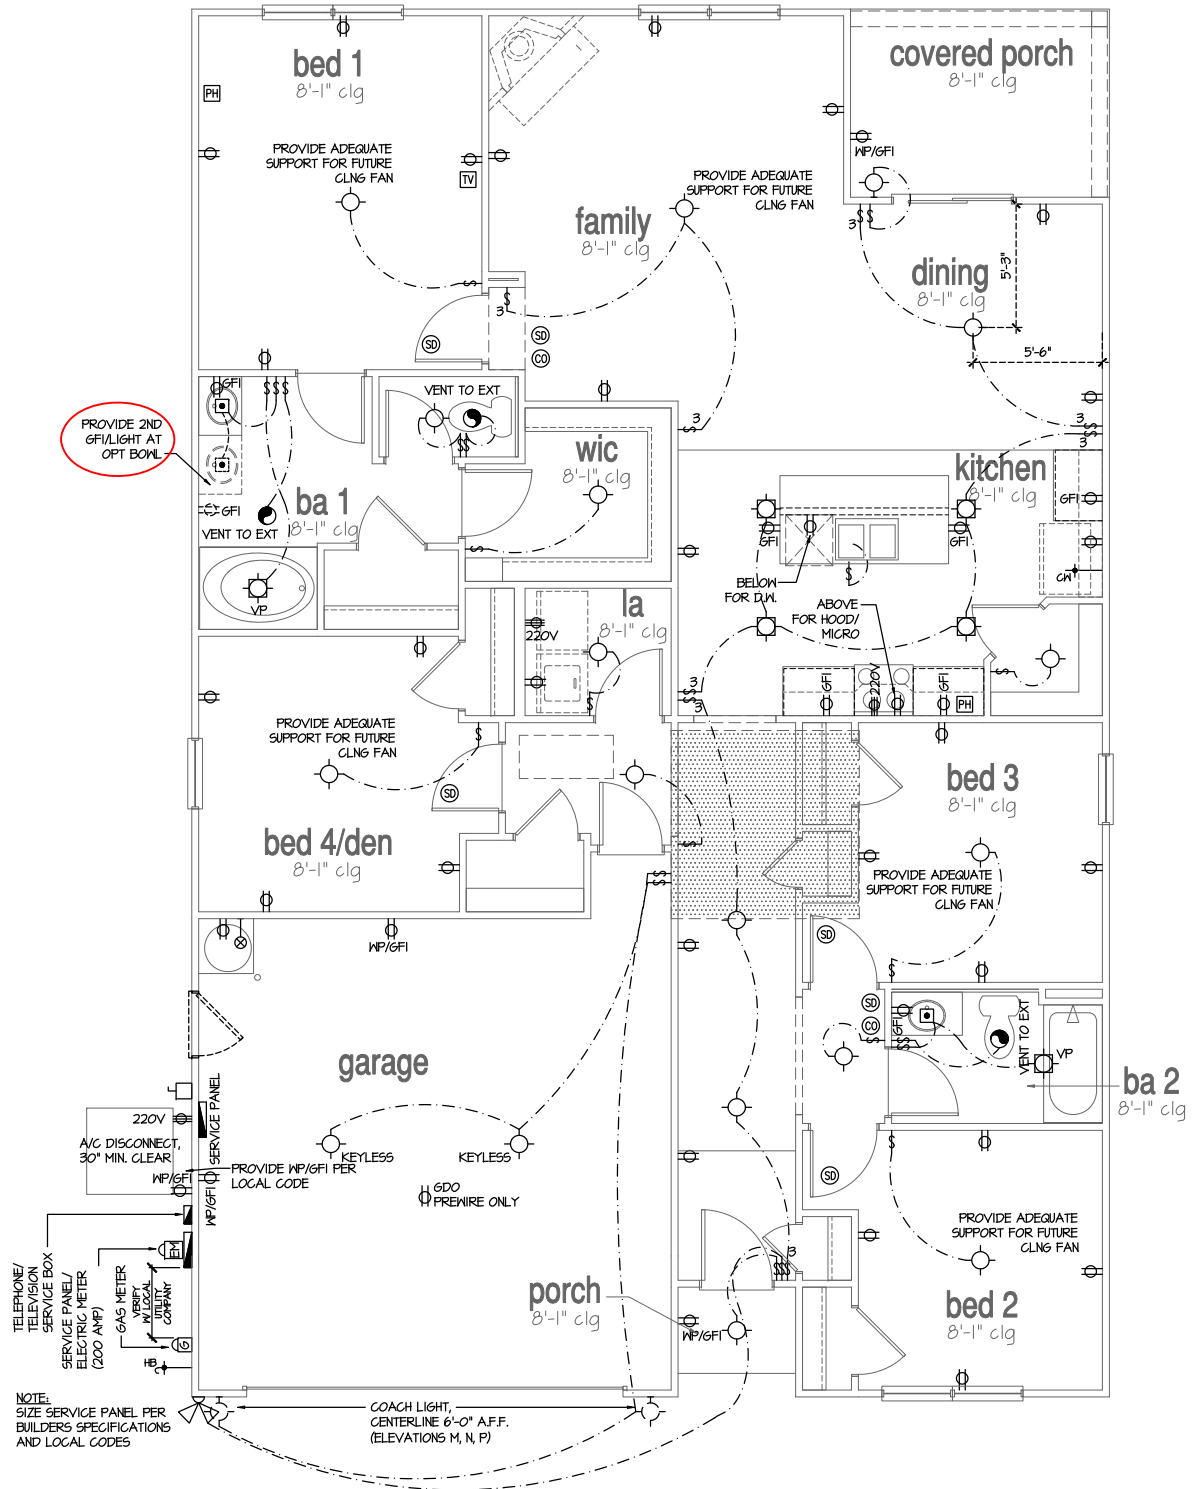 bed 1
8'-1" clg
covered porch
8'-1" clg
PH
PROVIDE ADEQUATE
SUPPORT FOR FUTURE
CLNG FAN
TV
WP/GFI
PROVIDE ADEQUATE
SUPPORT FOR FUTURE
CLNG FAN
family
8'-1" clg
3
dining
8'-1" clg
5'-3"
3
SD
SD
CO
5'-6"
GFI
VENT TO EXT
PROVIDE 2ND
GFI/LIGHT AT
OPT BOWL
3
3
3
wic
8'-1" clg
kitchen
8'-1" clg
GFI
ba 1
8'-1" clg
GFI
VENT TO EXT
GFI
GFI
VP
BELOW
FOR D.W.
CW
ABOVE
FOR HOOD/
MICRO
la
8'-1" clg
220V
GFI
220V
GFI
PH
3
3
PROVIDE ADEQUATE
SUPPORT FOR FUTURE
CLNG FAN
SD
bed 4/den
8'-1" clg
bed 3
8'-1" clg
PROVIDE ADEQUATE
SUPPORT FOR FUTURE
CLNG FAN
WP/GFI
SD
SD
CO
GFI
VENT TO EXT
VP
garage
ba 2
8'-1" clg
220V
SERVICE PANEL
A/C DISCONNECT,
30" MIN. CLEAR
KEYLESS
KEYLESS
WP/GFI
PROVIDE WP/GFI PER
LOCAL CODE
WP/GFI
GDO
PREWIRE ONLY
SD
PROVIDE ADEQUATE
SUPPORT FOR FUTURE
CLNG FAN
EM
TELEPHONE/
TELEVISION
SERVICE BOX
SERVICE PANEL/
ELECTRIC METER
(200 AMP)
GAS METER
VERIFY
W/ LOCAL
UTILITY
COMPANY
G
HB
3
porch
8'-1" clg
WP/GFI
bed 2
8'-1" clg
NOTE:
SIZE SERVICE PANEL PER
BUILDERS SPECIFICATIONS
AND LOCAL CODES
COACH LIGHT,
CENTERLINE 6'-0" A.F.F.
(ELEVATIONS M, N, P)